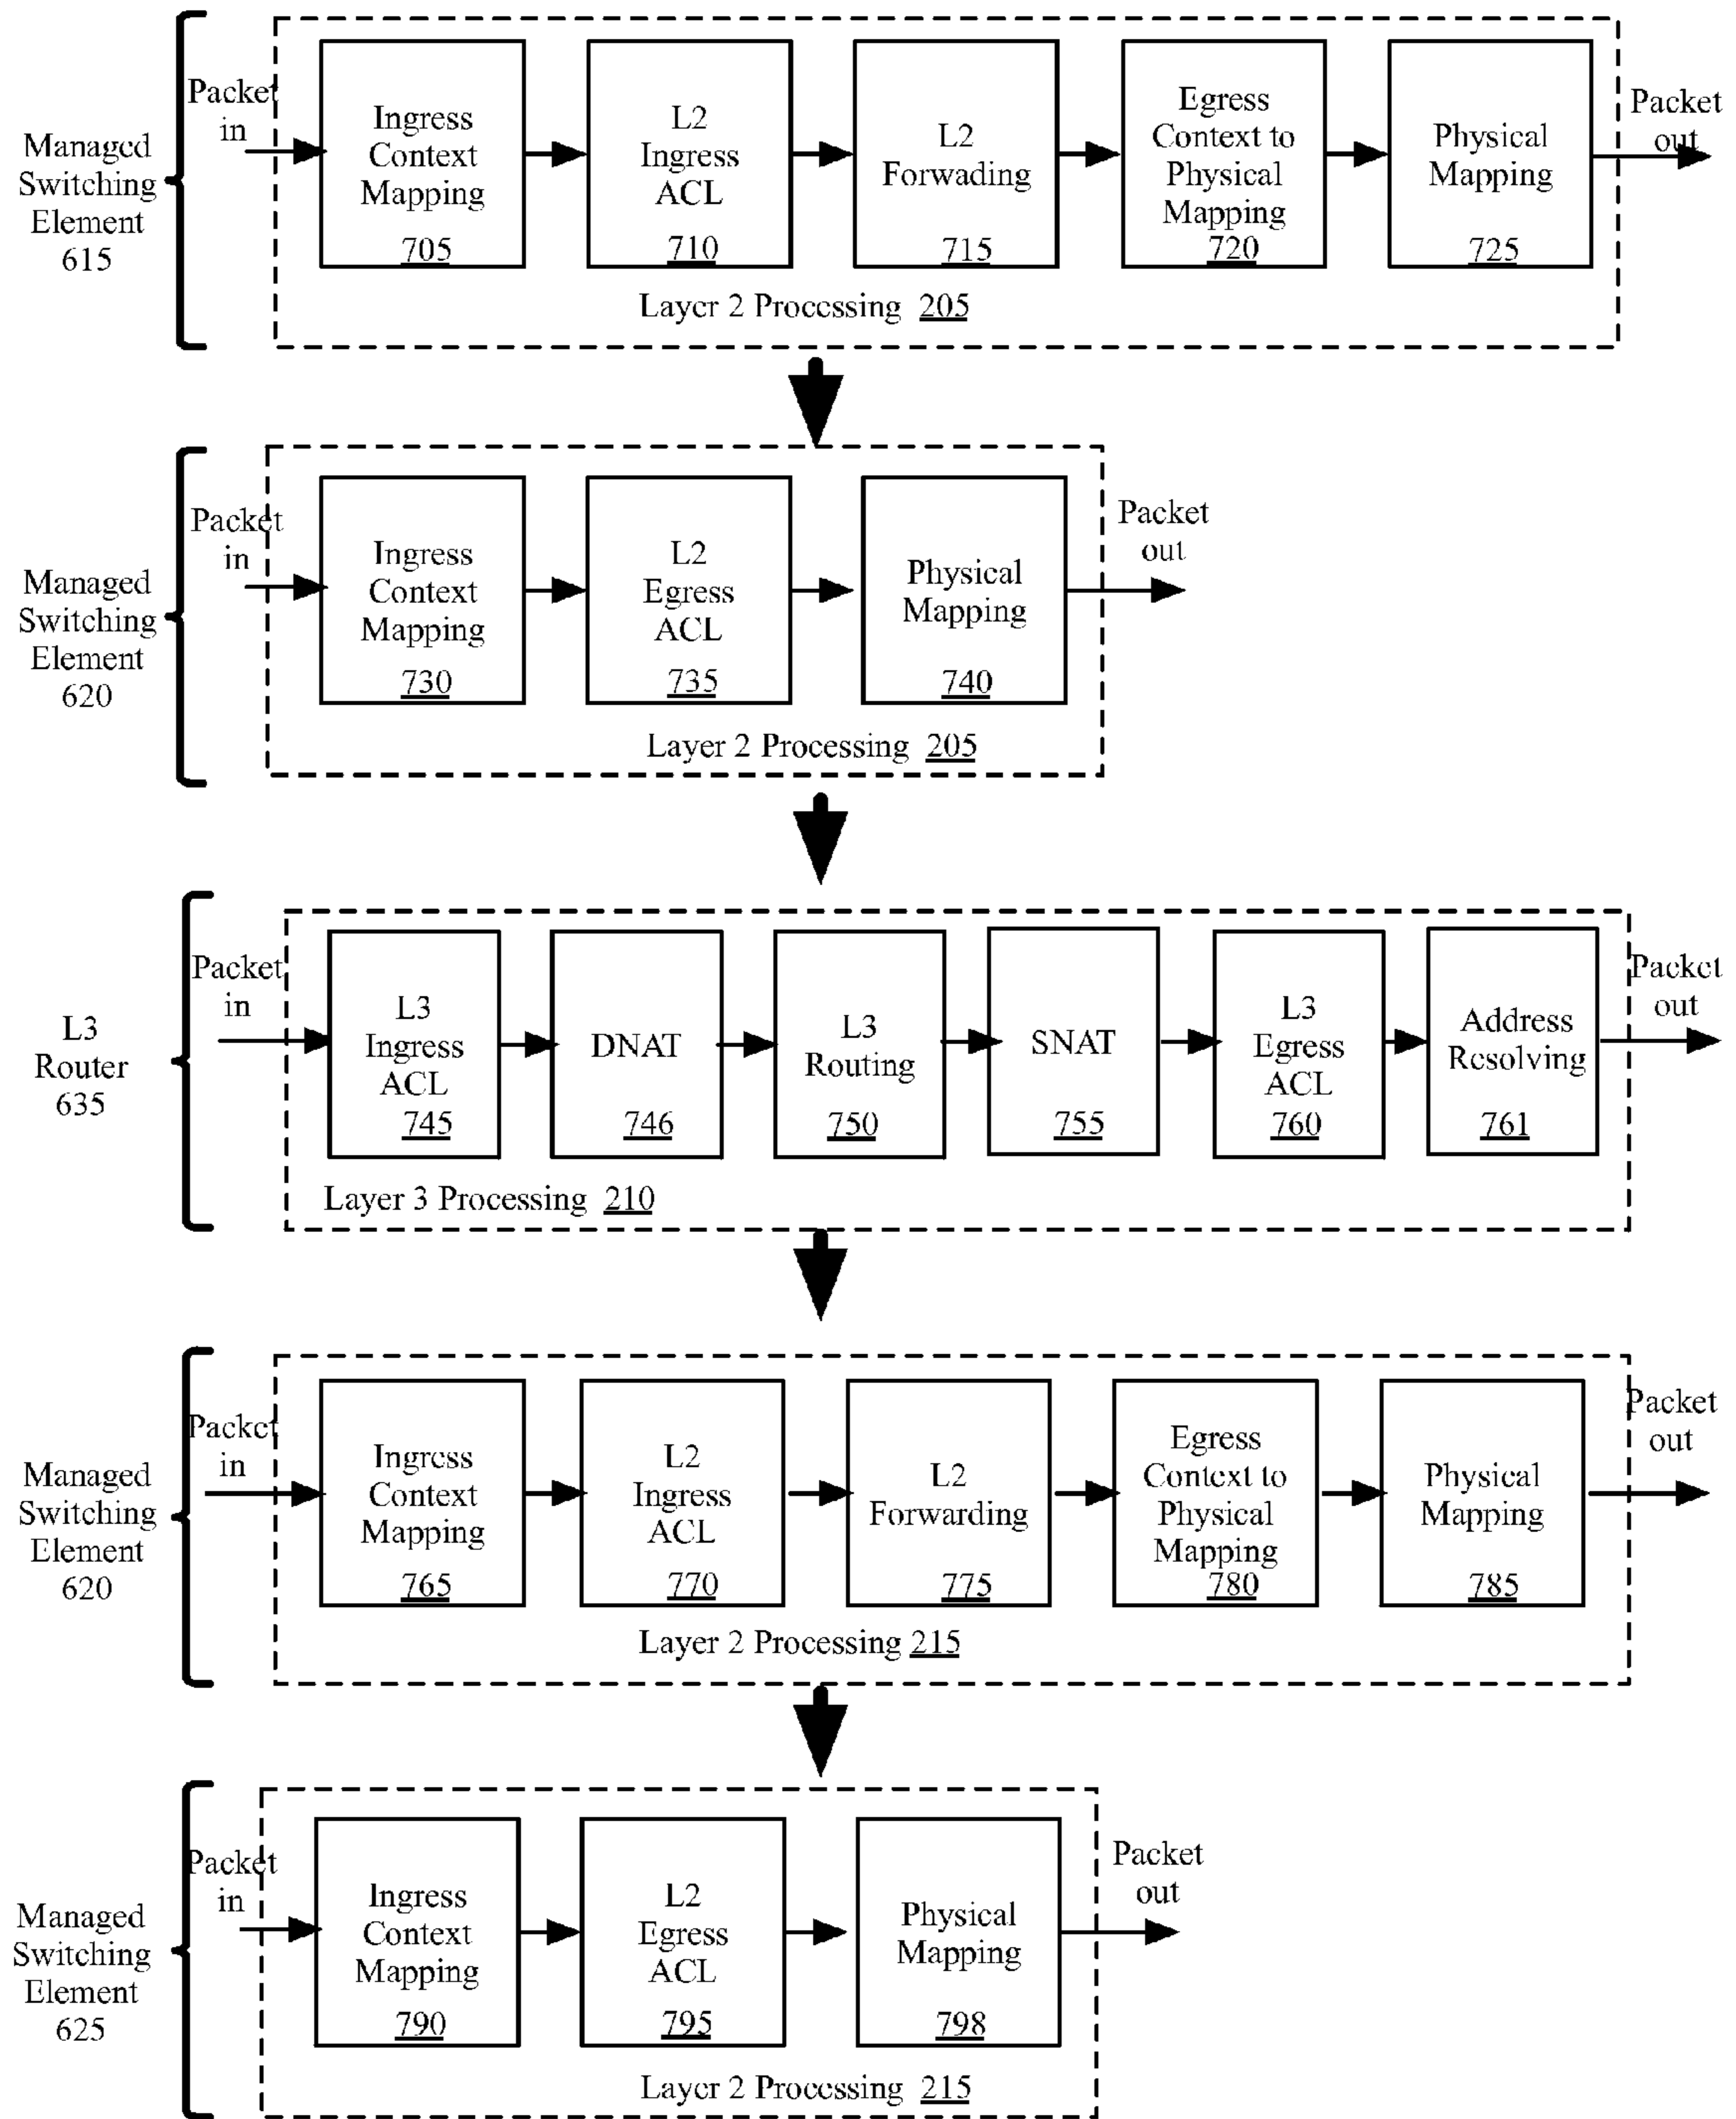 Managed
Switching
Element
615
Packet
in
Ingress
Context
Mapping
705
L2
Ingress
ACL
710
L2
Forwading
715
Egress
Context to
Physical
Mapping
720
Physical
Mapping
725
Packet
out
Layer 2 Processing 205
Managed
Switching
Element
620
Packet
in
Ingress
Context
Mapping
730
L2
Egress
ACL
735
Physical
Mapping
740
Packet
out
Layer 2 Processing 205
L3
Router
635
Packet
in
L3
Ingress
ACL
745
DNAT
746
L3
Routing
750
SNAT
755
L3
Egress
ACL
760
Address
Resolving
761
Packet
out
Layer 3 Processing 210
Managed
Switching
Element
620
Packet
in
Ingress
Context
Mapping
765
L2
Ingress
ACL
770
L2
Forwarding
775
Egress
Context to
Physical
Mapping
780
Physical
Mapping
785
Packet
out
Layer 2 Processing 215
Managed
Switching
Element
625
Packet
in
Ingress
Context
Mapping
790
L2
Egress
ACL
795
Physical
Mapping
798
Packet
out
Layer 2 Processing 215